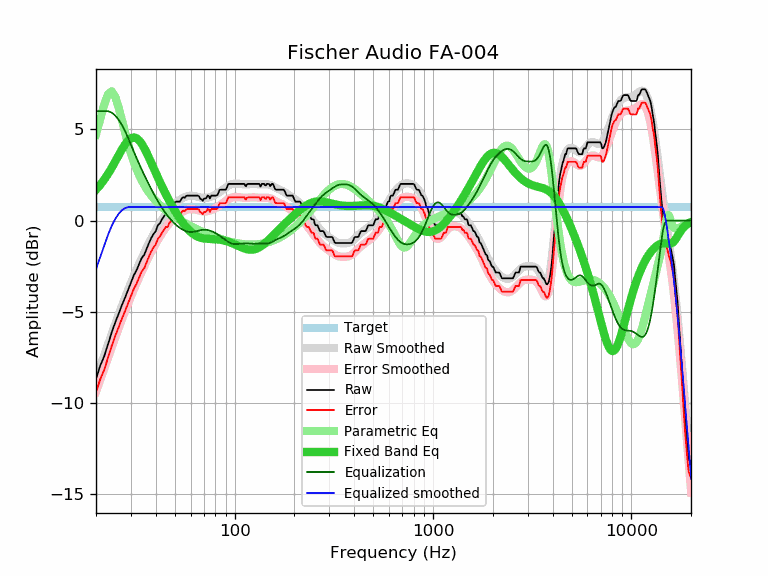 Fischer Audio FA-004
Amplitude (dBr)
5
0
−5
−10
−15
Target
Raw Smoothed
Error Smoothed
Raw
Error
Parametric Eq
Fixed Band Eq
Equalization
Equalized smoothed
100
1000
10000
Frequency (Hz)